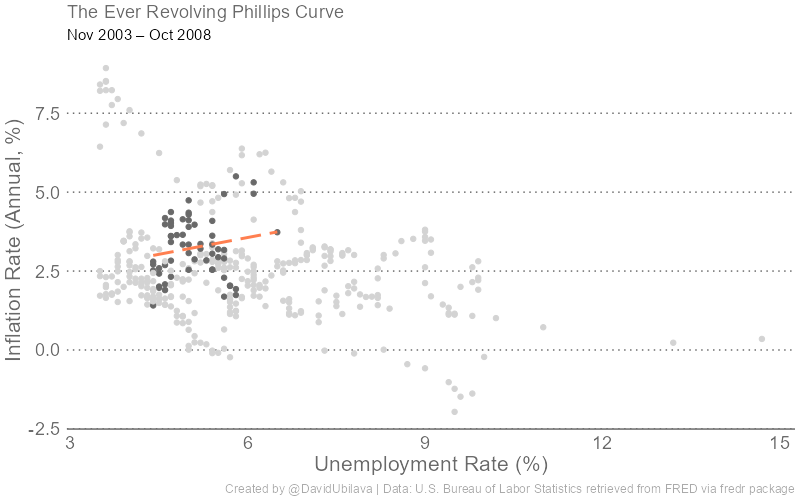 The Ever Revolving Phillips Curve
Nov 2003 – Oct 2008
Inflation Rate (Annual, %)
7.5
5.0
2.5
0.0
-2.5
3 6 9 12 15
Unemployment Rate (%)
Created by @DavidUbilava | Data: U.S. Bureau of Labor Statistics retrieved from FRED via fredr package